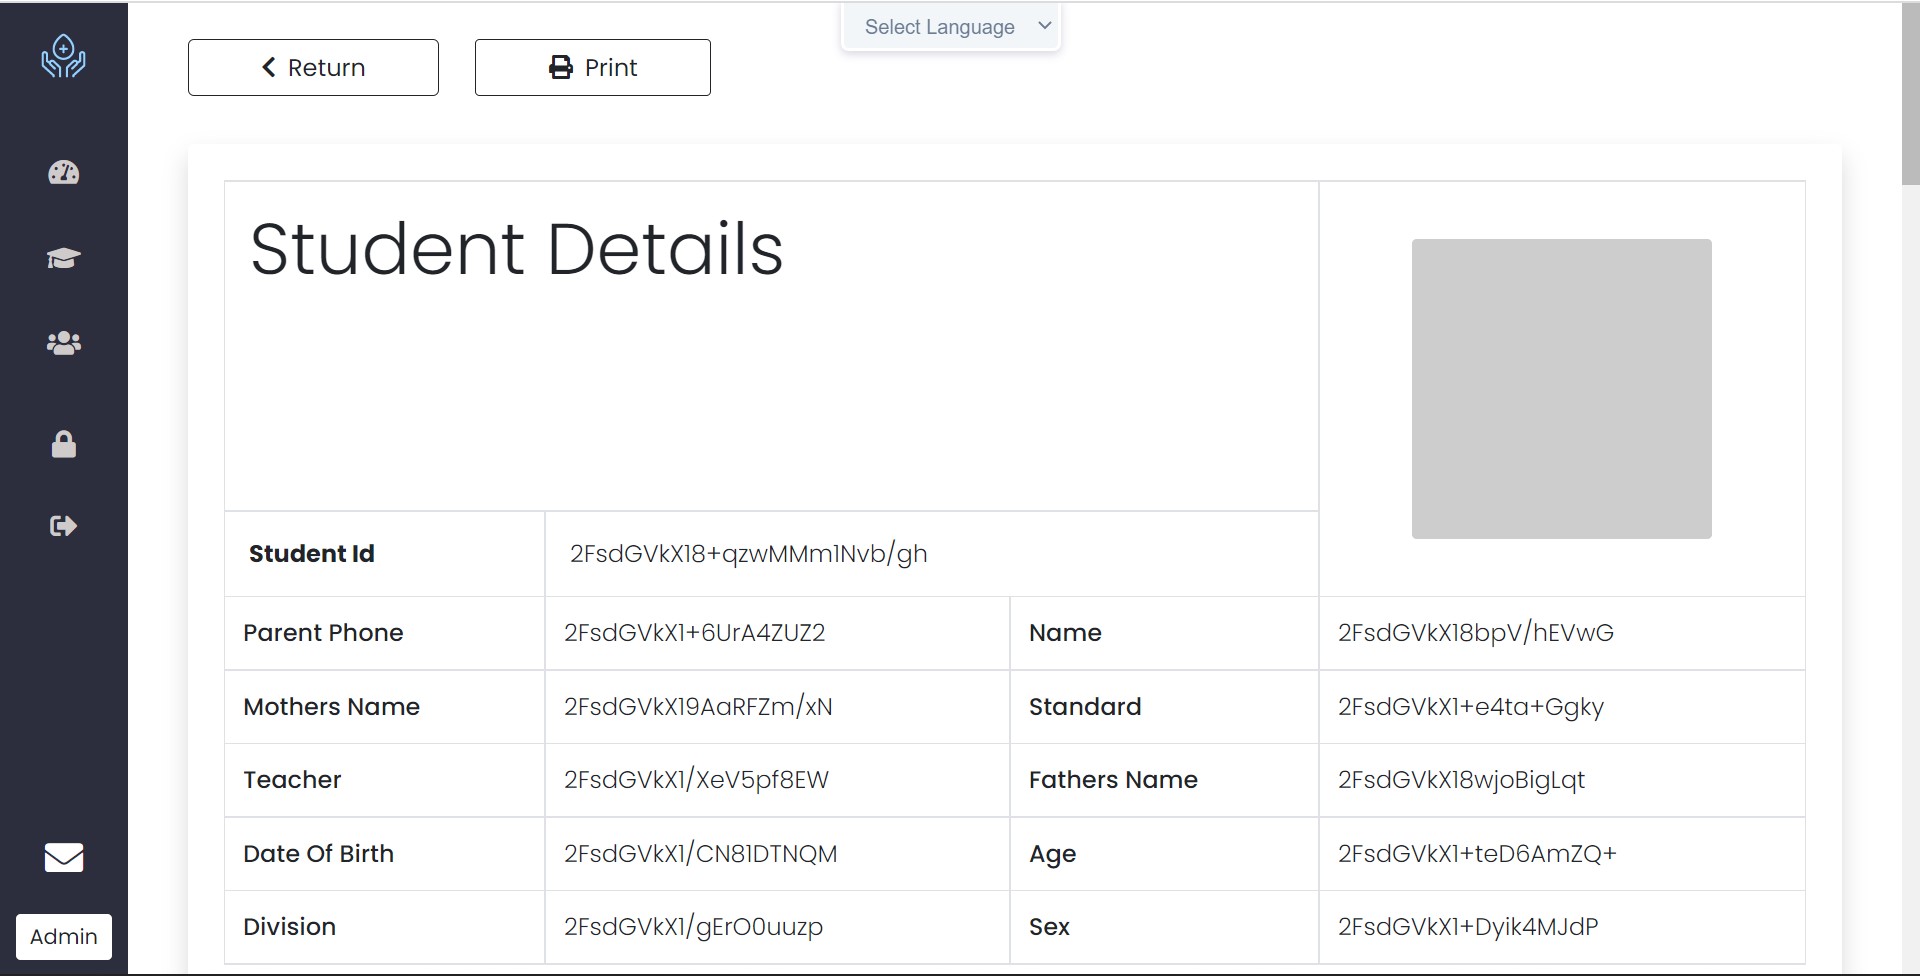 Select Language
Return
Print
Student Details
Student Id
2FsdGVkX18+qzwMMm1Nvb/gh
Parent Phone
2FsdGVkX1+6UrA4ZUZ2
Name
2FsdGVkX18bpV/hEVwG
Mothers Name
2FsdGVkX19AaRFZm/xN
Standard
2FsdGVkX1+e4ta+Ggky
Teacher
2FsdGVkX1/XeV5pf8EW
Fathers Name
2FsdGVkX18wjoBigLqt
Date Of Birth
2FsdGVkX1/CN81DTNQM
Age
2FsdGVkX1+teD6AmZQ+
Division
2FsdGVkX1/gErO0uuzp
Sex
2FsdGVkX1+Dyik4MJdP
Admin